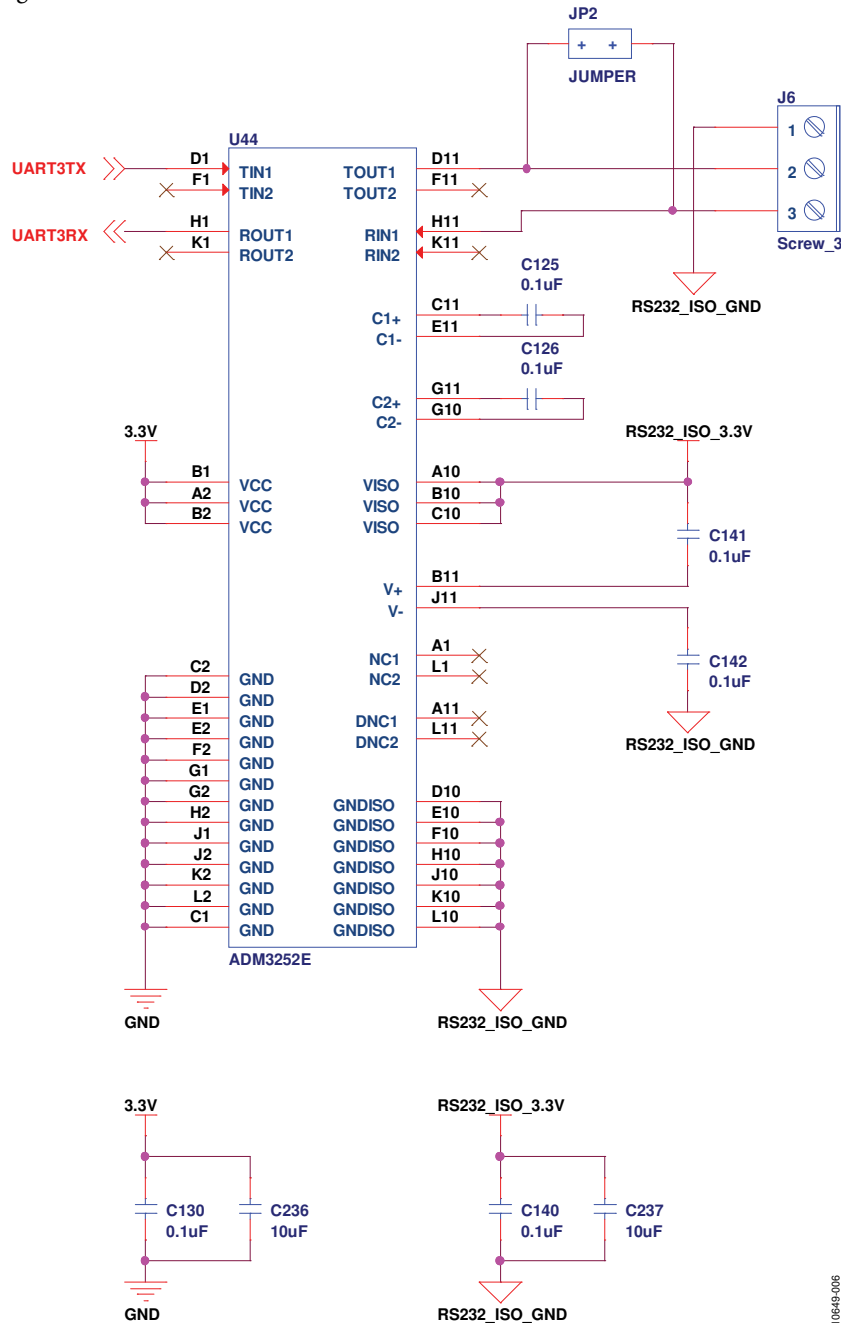 JP2
+ +
JUMPER
J6
1
2
3
Screw_3
RS232_ISO_GND
U44
UART3TX
D1 TIN1
F1 TIN2
UART3RX
H1 ROUT1
K1 ROUT2
TOUT1 D11
TOUT2 F11
RIN1 H11
RIN2 K11
C125
0.1uF
C1+ C11
C1- E11
C126
0.1uF
C2+ G11
C2- G10
3.3V
B1 VCC
A2 VCC
B2 VCC
RS232_ISO_3.3V
VISO A10
VISO B10
VISO C10
C141
0.1uF
V+ B11
V- J11
C142
0.1uF
RS232_ISO_GND
NC1 A1
NC2 L1
DNC1 A11
DNC2 L11
C2 GND
D2 GND
E1 GND
E2 GND
F2 GND
G1 GND
G2 GND
H2 GND
J1 GND
J2 GND
K2 GND
L2 GND
C1 GND
GNDISO D10
GNDISO E10
GNDISO F10
GNDISO H10
GNDISO J10
GNDISO K10
GNDISO L10
ADM3252E
GND
RS232_ISO_GND
3.3V
C130
0.1uF
C236
10uF
GND
RS232_ISO_3.3V
C140
0.1uF
C237
10uF
RS232_ISO_GND
10649-006